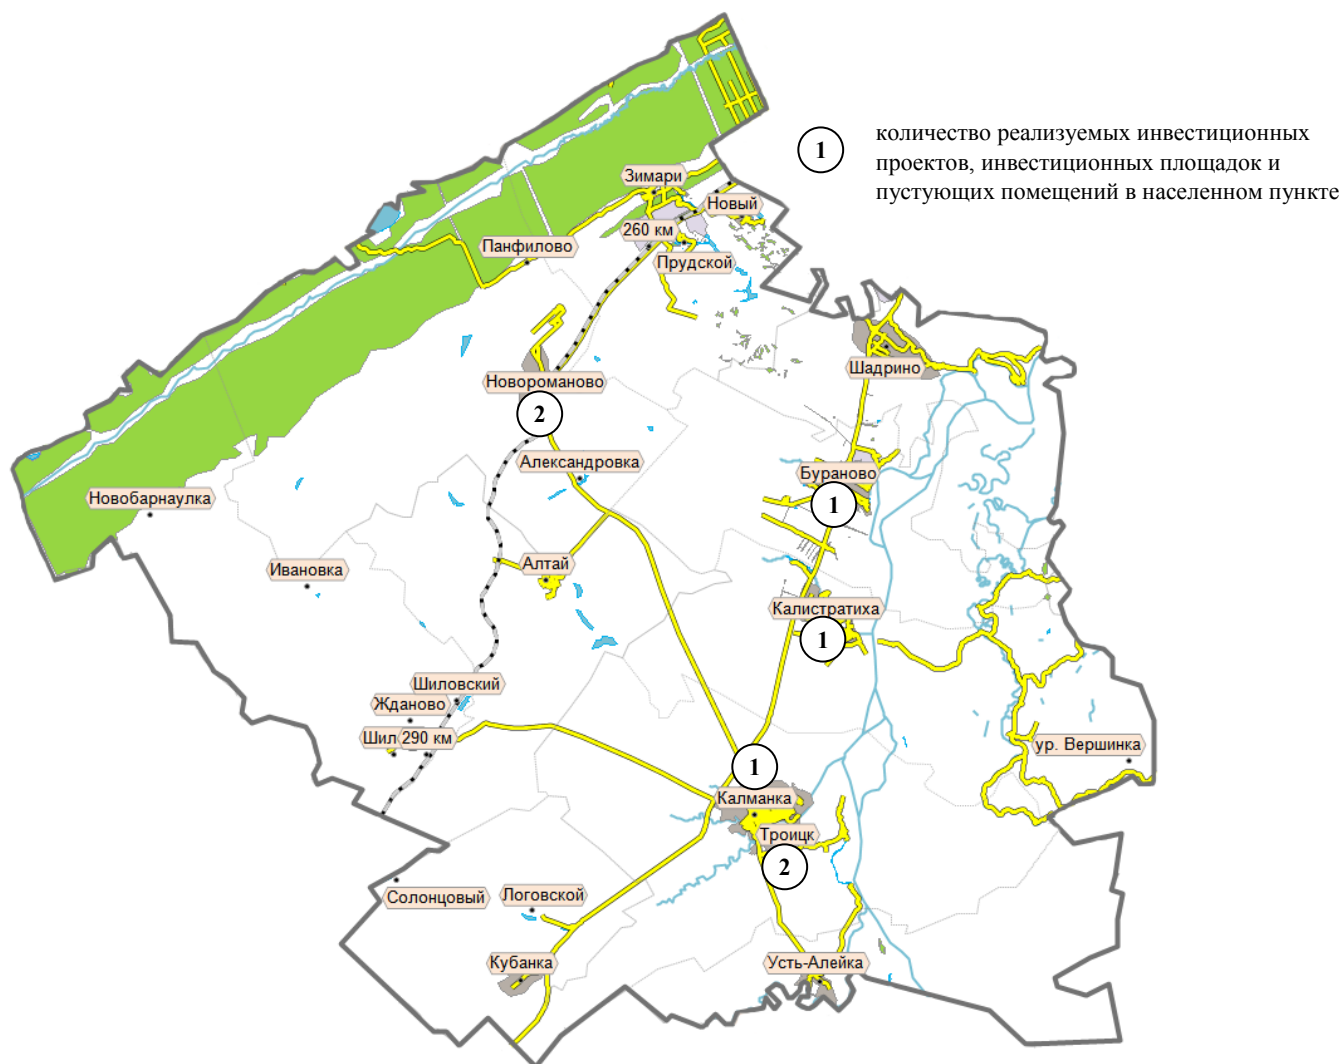 1
количество реализуемых инвестиционных
проектов, инвестиционных площадок и
пустующих помещений в населенном пункте
Зимари
Новый
260 км
Панфилово
Прудской
Шадрино
Новороманово
2
Александровка
Бураново
1
Новобарнаулка
Ивановка
Алтай
Калистратиха
1
Шиловский
Жданово
Шил
290 км
ур. Вершинка
1
Калманка
Троицк
2
Солонцовый
Логовской
Кубанка
Усть-Алейка